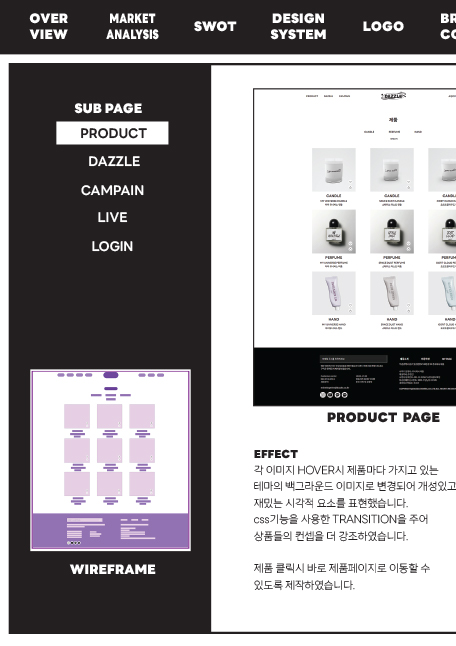 OVER
VIEW
MARKET
ANALYSIS
SWOT
DESIGN
SYSTEM
LOGO
SUB PAGE
PRODUCT
DAZZLE
CAMPAIN
LIVE
LOGIN
WIREFRAME
DAZZLE
제품
CANDLE
CANDLE
PERFUME
PERFUME
HAND
HAND
PRODUCT PAGE
EFFECT
각 이미지 HOVER시 제품마다 가지고 있는
테마의 백그라운드 이미지로 변경되어 개성있고
재밌는 시각적 요소를 표현했습니다.
css기능을 사용한 TRANSITION을 주어
상품들의 컨셉을 더 강조하였습니다.
제품 클릭시 바로 제품페이지로 이동할 수
있도록 제작하였습니다.